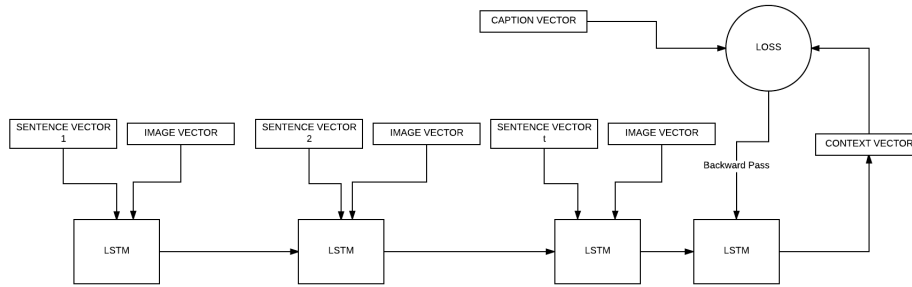 CAPTION VECTOR
LOSS
SENTENCE VECTOR
1
IMAGE VECTOR
SENTENCE VECTOR
2
IMAGE VECTOR
SENTENCE VECTOR
t
IMAGE VECTOR
CONTEXT VECTOR
Backward Pass
LSTM
LSTM
LSTM
LSTM